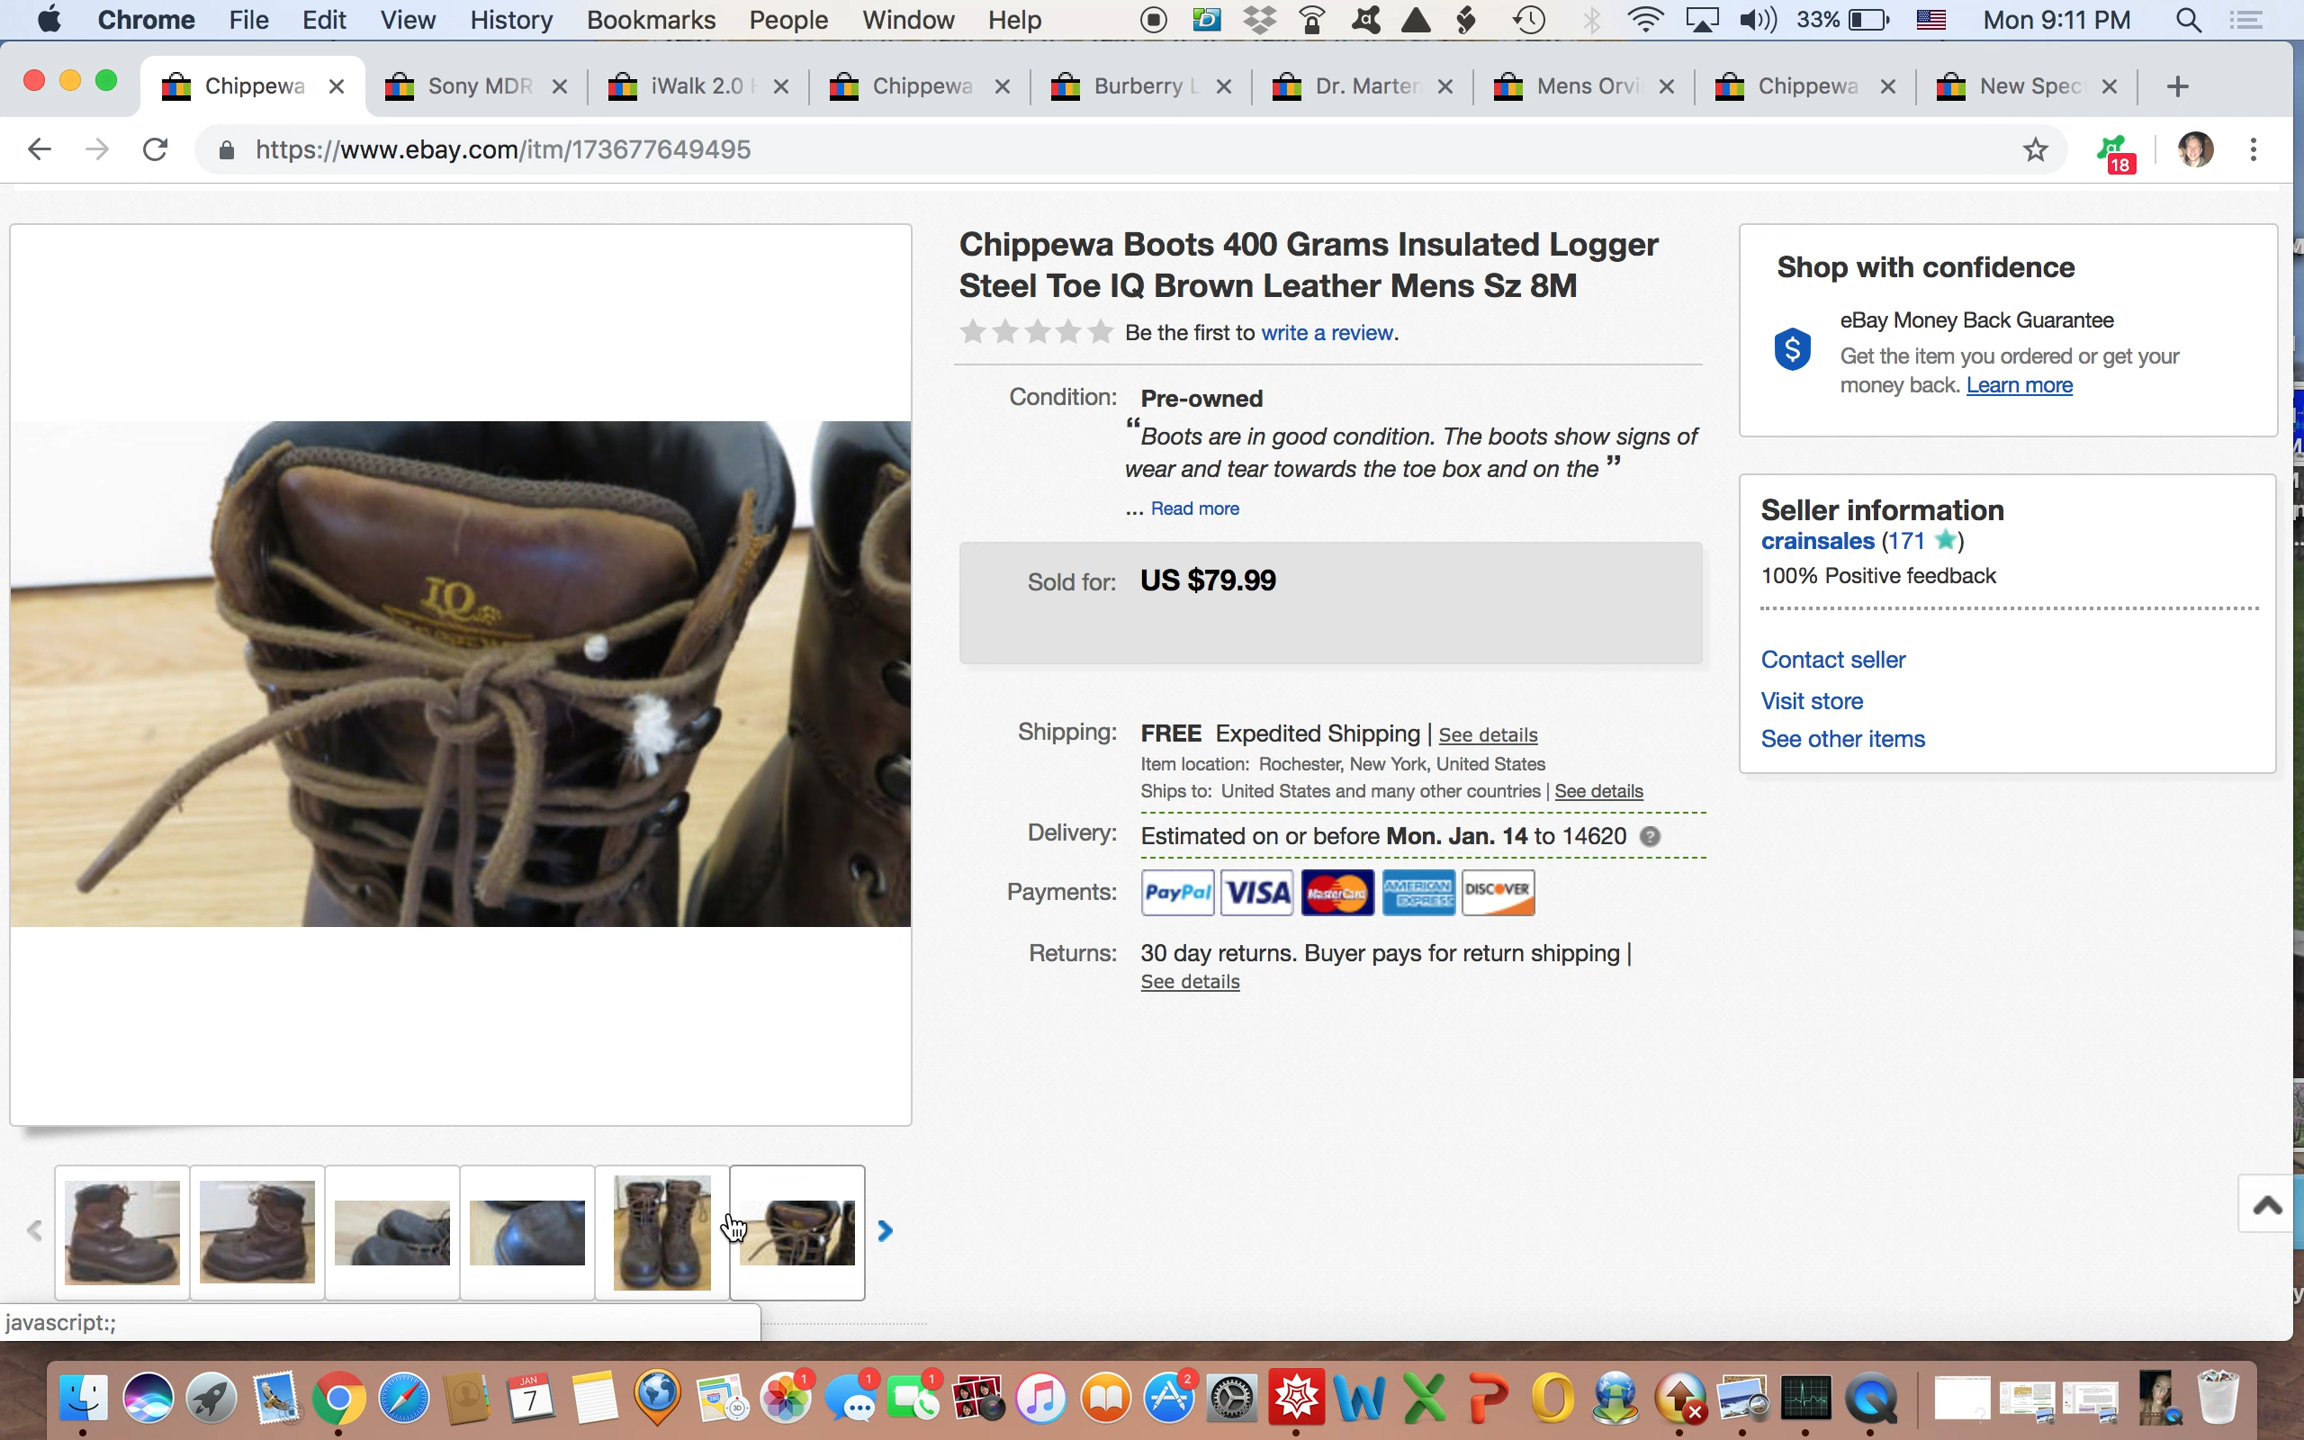 Chrome File Edit View History Bookmarks People Window Help 33% Mon 9:11 PM
Chippewa Sony MDR iWalk 2.0 Chippewa Burberry L Dr. Marten Mens Orvi Chippewa New Spec
https://www.ebay.com/itm/173677649495 18
Chippewa Boots 400 Grams Insulated Logger
Steel Toe IQ Brown Leather Mens Sz 8M
Be the first to write a review.
Condition: Pre-owned
“Boots are in good condition. The boots show signs of
wear and tear towards the toe box and on the ”
... Read more
Sold for: US $79.99
Shipping: FREE Expedited Shipping | See details
Item location: Rochester, New York, United States
Ships to: United States and many other countries | See details
Delivery: Estimated on or before Mon. Jan. 14 to 14620 ?
Payments: PayPal VISA MasterCard AMERICAN EXPRESS DISCOVER
Returns: 30 day returns. Buyer pays for return shipping |
See details
Shop with confidence
eBay Money Back Guarantee
Get the item you ordered or get your
money back. Learn more
Seller information
crainsales (171)
100% Positive feedback
Contact seller
Visit store
See other items
IQ
javascript:;
JAN
7
3D
1
1
1
2